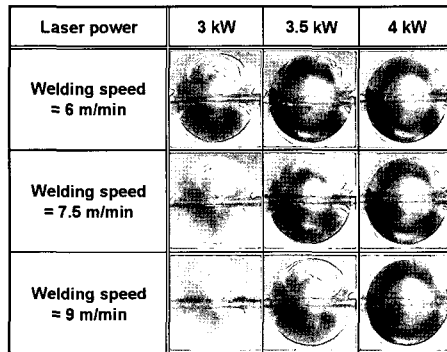 Laser power 3 kW 3.5 kW 4 kW
Welding speed
= 6 m/min
Welding speed
= 7.5 m/min
Welding speed
= 9 m/min